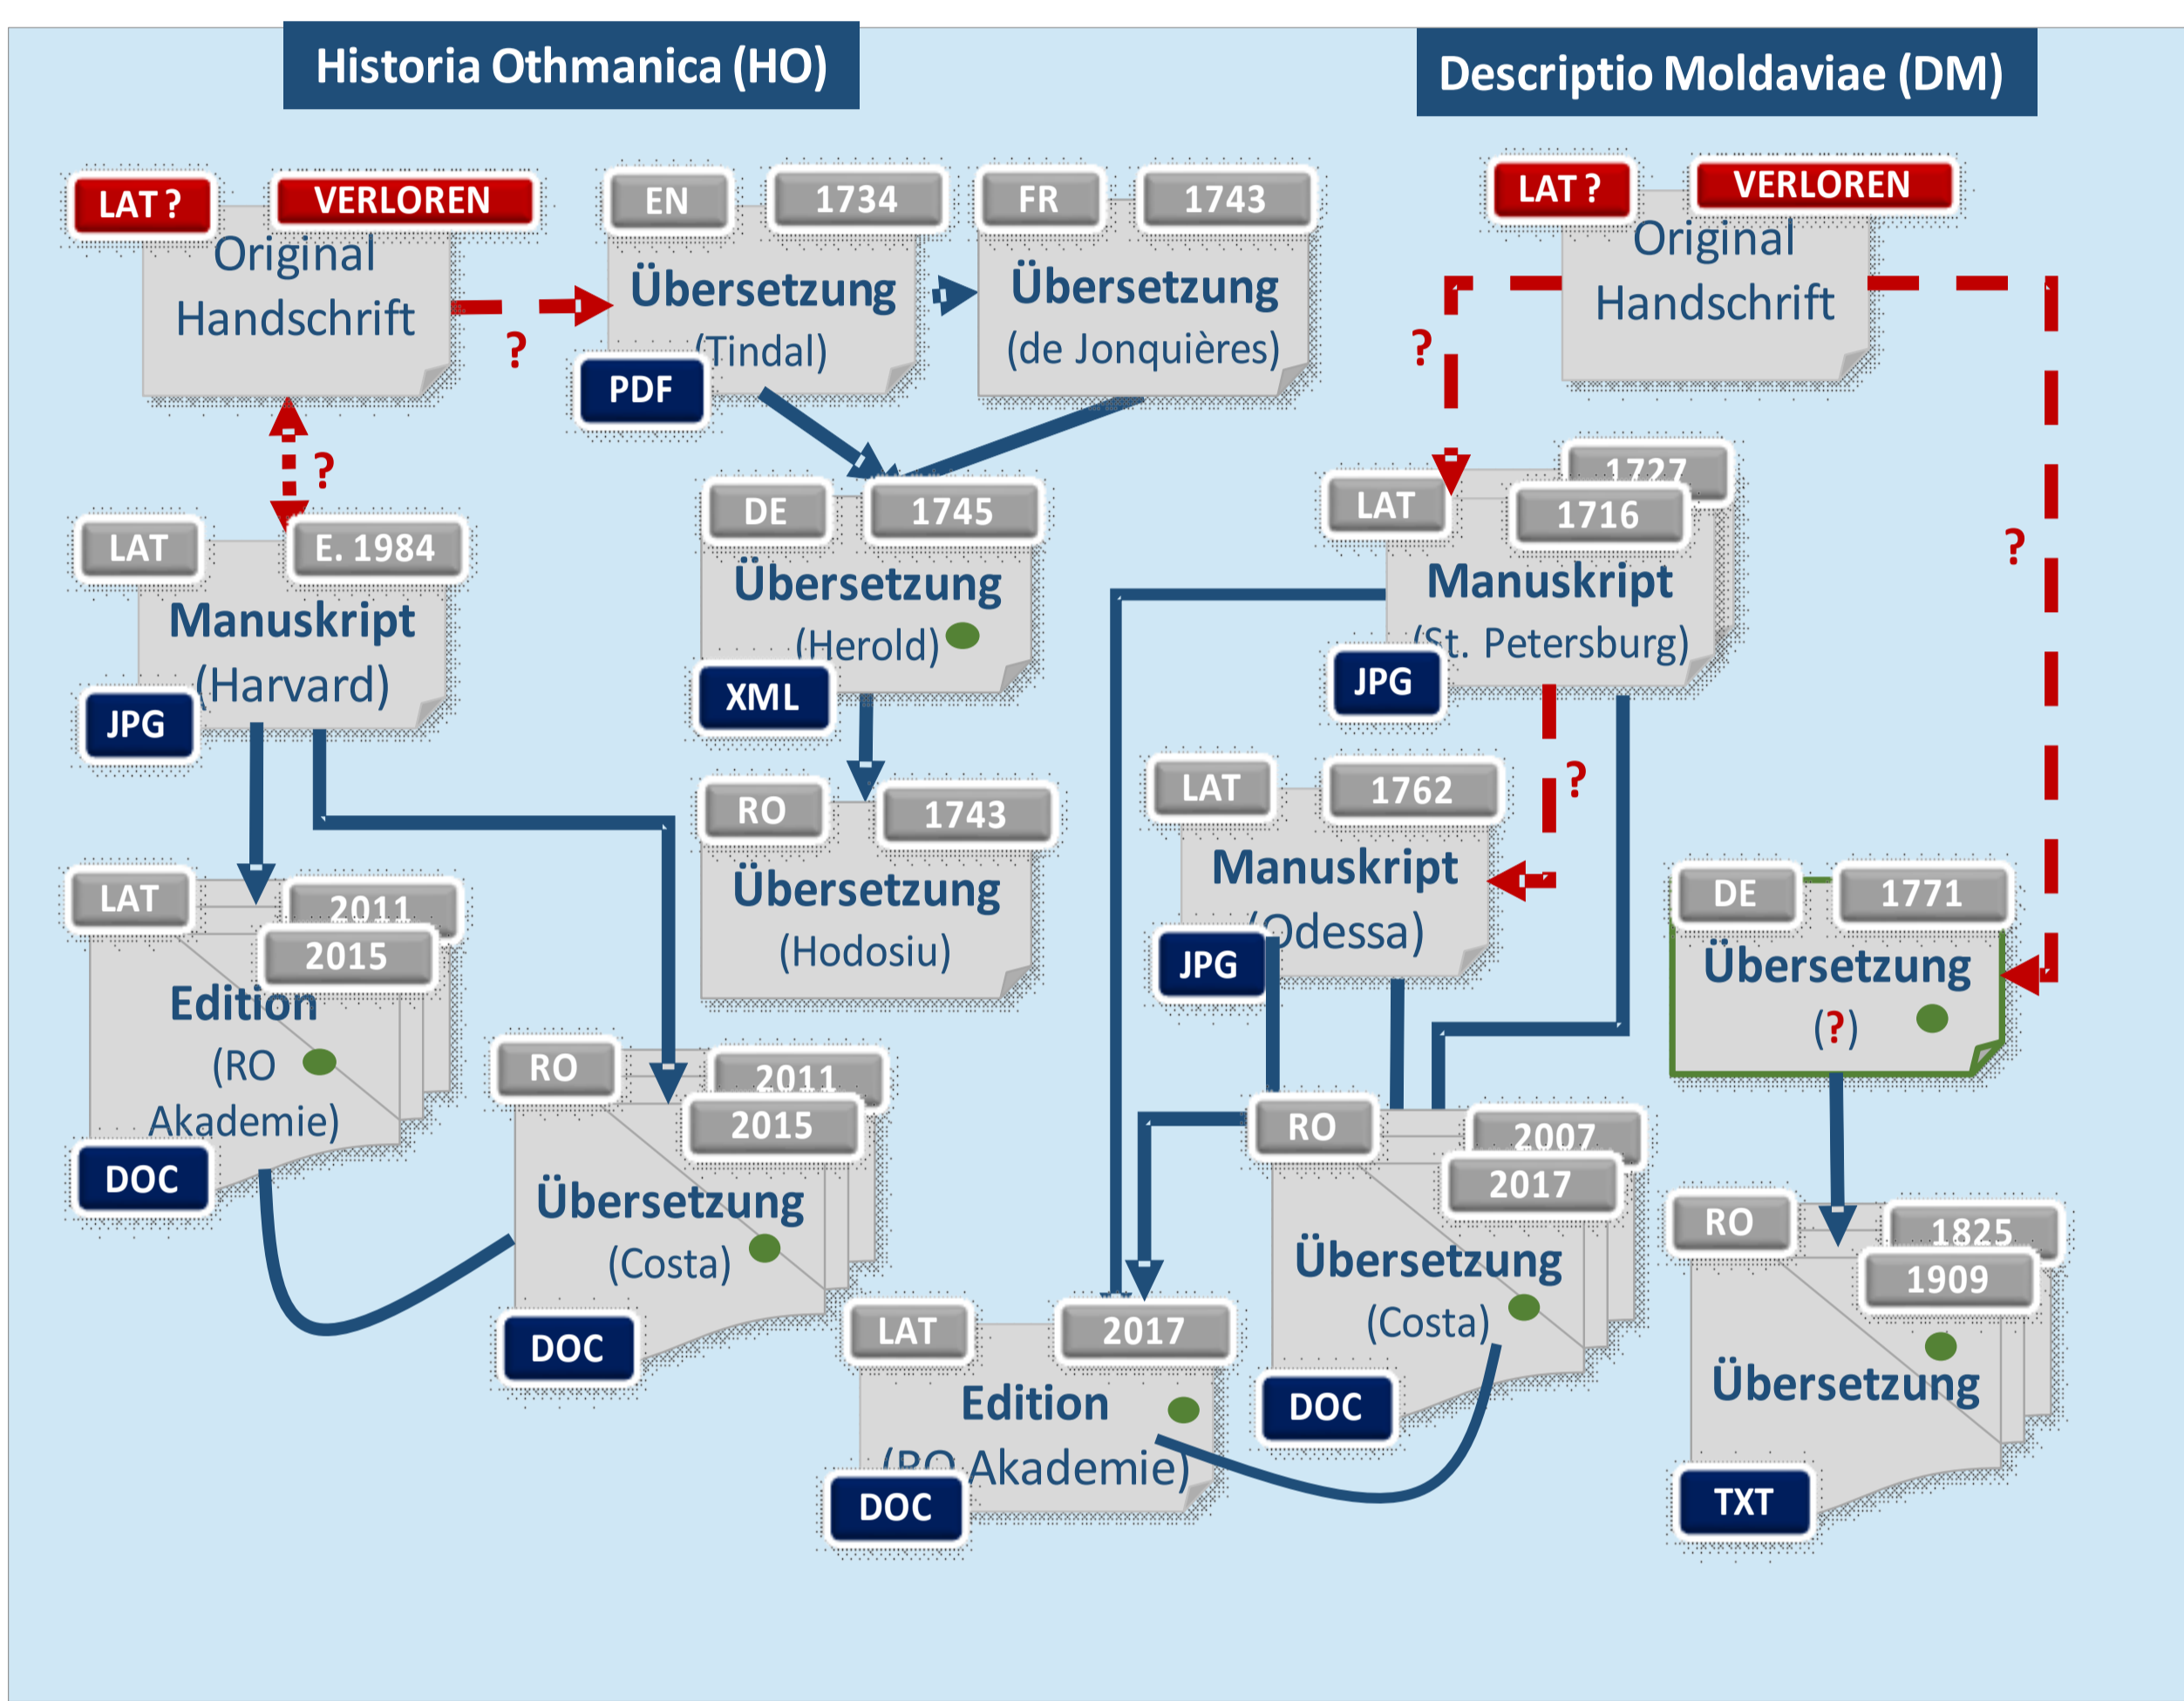 Historia Othmanica (HO)
Descriptio Moldaviae (DM)
LAT ?
VERLOREN
Original
Handschrift
?
?
EN
1734
Übersetzung
(Tindal)
PDF
FR
1743
Übersetzung
(de Jonquières)
LAT ?
VERLOREN
Original
Handschrift
?
?
LAT
E. 1984
Manuskript
(Harvard)
JPG
DE
1745
Übersetzung
(Herold)
XML
LAT
1727
1716
Manuskript
(St. Petersburg)
JPG
?
RO
1743
Übersetzung
(Hodosiu)
LAT
1762
Manuskript
(Odessa)
JPG
LAT
2011
2015
Edition
(RO
Akademie)
DOC
DE
1771
Übersetzung
(?)
RO
2011
2015
Übersetzung
(Costa)
DOC
RO
2007
2017
Übersetzung
(Costa)
DOC
RO
1825
1909
Übersetzung
TXT
LAT
2017
Edition
(RO Akademie)
DOC